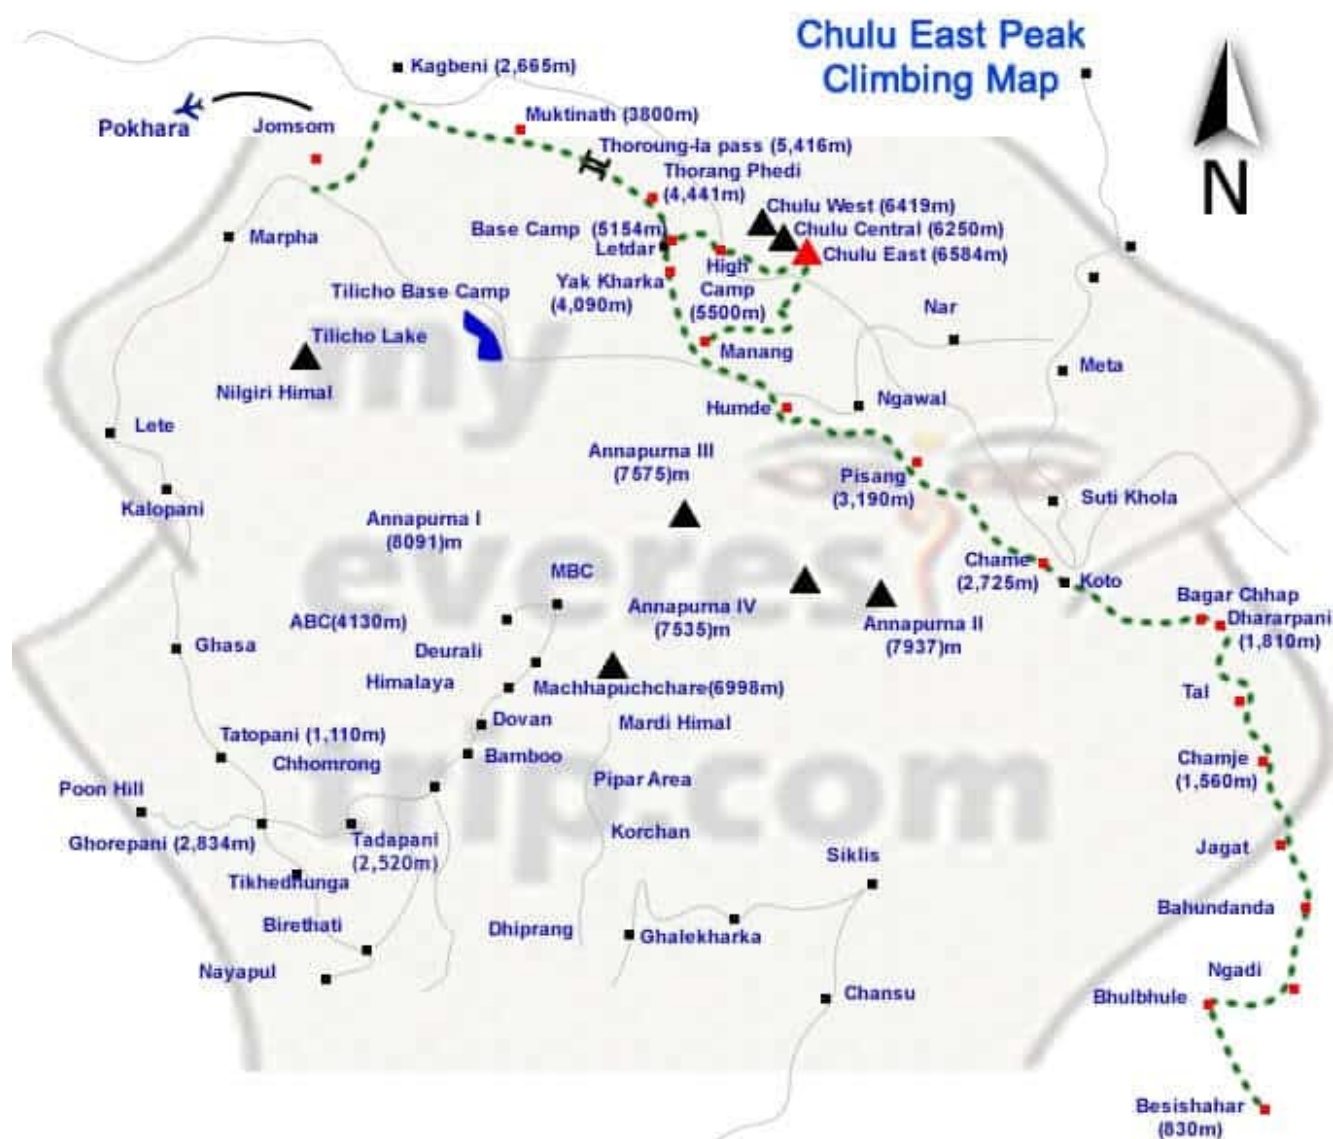 Chulu East Peak
Climbing Map
Kagbeni (2,665m)
Pokhara
Jomsom
Muktinath (3800m)
Thoroung-la pass (5,416m)
Thorang Phedi
(4,441m)
N
Chulu West (6419m)
Marpha
Base Camp (5154m)
Chulu Central (6250m)
Letdar
Chulu East (6584m)
High
Camp
(5500m)
Yak Kharka
(4,090m)
Tilicho Base Camp
Nar
Tilicho Lake
Manang
Meta
Nilgiri Himal
Humde
Ngawal
Lete
Annapurna III
(7575)m
Pisang
(3,190m)
Suti Khola
Kalopani
Annapurna I
(8091)m
Chame
(2,725m)
Koto
MBC
Annapurna IV
(7535)m
Annapurna II
(7937)m
Bagar Chhap
Dhararpani
(1,810m)
ABC(4130m)
Ghasa
Deurali
Himalaya
Machhapuchchare(6998m)
Tal
Dovan
Mardi Himal
Tatopani (1,110m)
Chhomrong
Bamboo
Chamje
(1,560m)
Poon Hill
Pipar Area
Ghorepani (2,834m)
Tadapani
(2,520m)
Korchan
Jagat
Siklis
Tikhedhunga
Bahundanda
Birethati
Dhiprang
Ghalekharka
Nayapul
Ngadi
Chansu
Bhulbhule
Besishahar
(830m)
my
everest
trip.com